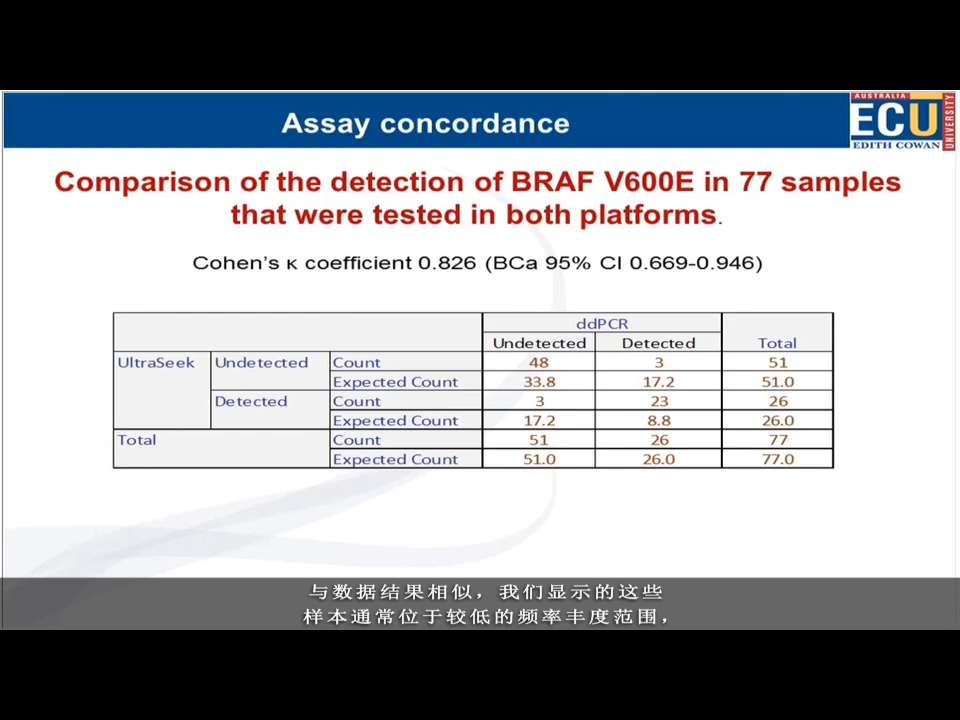 Assay concordance
AUSTRALIA
ECU
EDITH COWAN
UNIVERSITY
Comparison of the detection of BRAF V600E in 77 samples
that were tested in both platforms.
Cohen's κ coefficient 0.826 (BCa 95% CI 0.669-0.946)
ddPCR
Undetected Detected Total
UltraSeek Undetected Count 48 3 51
Expected Count 33.8 17.2 51.0
Detected Count 3 23 26
Expected Count 17.2 8.8 26.0
Total Count 51 26 77
Expected Count 51.0 26.0 77.0
与数据结果相似，我们显示的这些
样本通常位于较低的频率丰度范围，